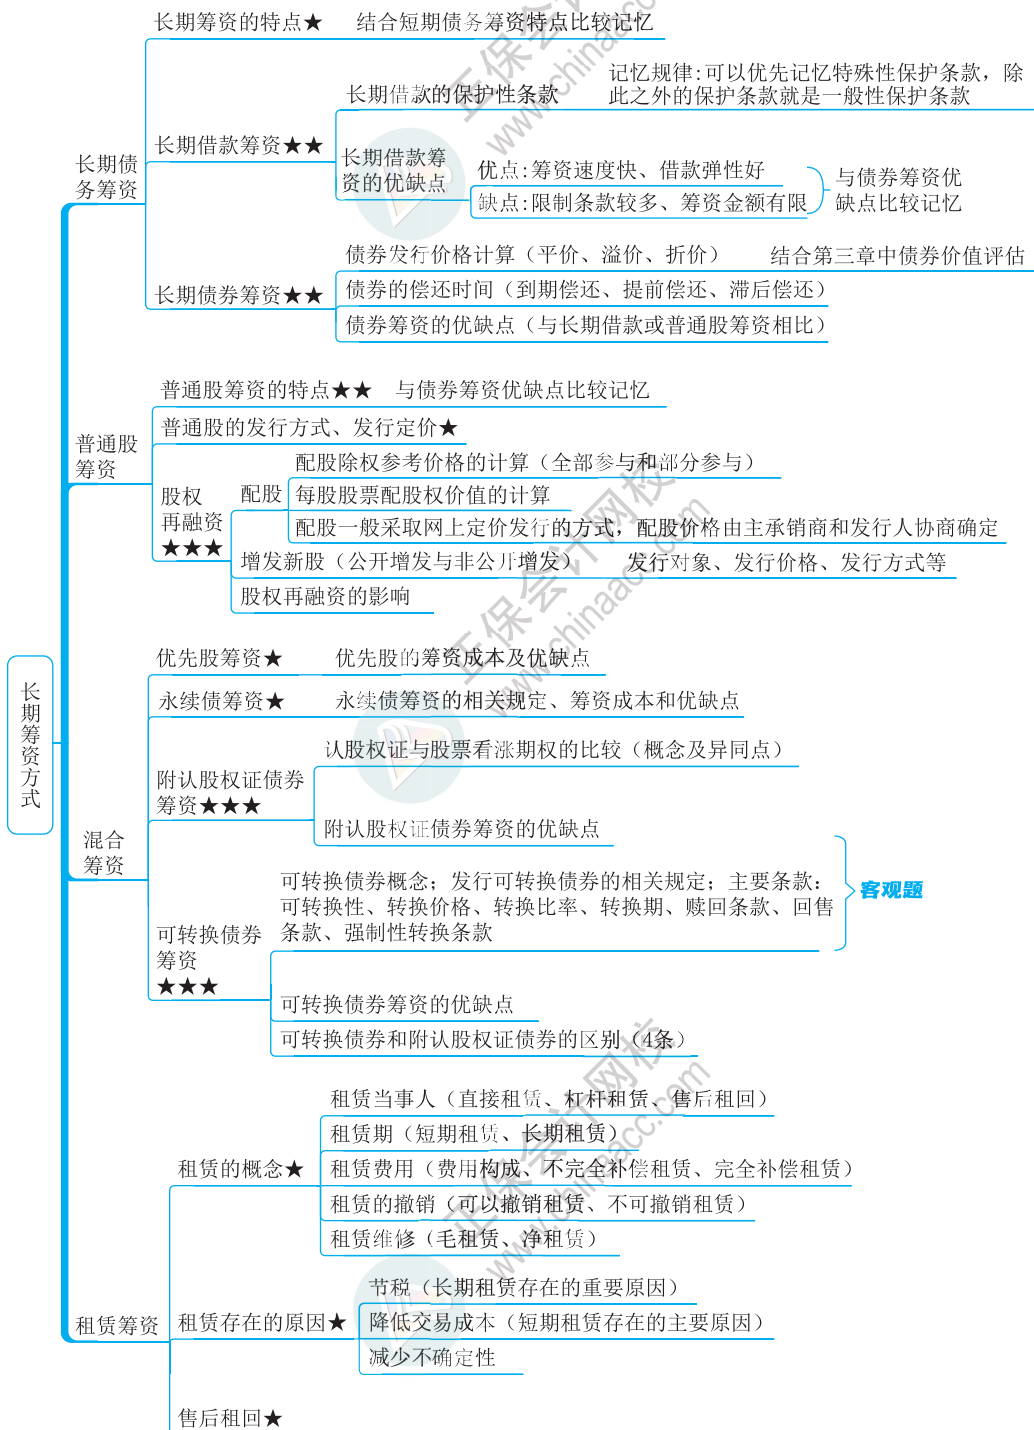 长期筹资的特点★ 结合短期债务筹资特点比较记忆
记忆规律:可以优先记忆特殊性保护条款，除
长期借款的保护性条款
此之外的保护条款就是一般性保护条款
长期借款筹资★★
长期债
务筹资
长期借款筹
资的优缺点
优点:筹资速度快、借款弹性好
缺点:限制条款较多、筹资金额有限
与债券筹资优
缺点比较记忆
债券发行价格计算（平价、溢价、折价） 结合第三章中债券价值评估
长期债券筹资★★
债券的偿还时间（到期偿还、提前偿还、滞后偿还）
债券筹资的优缺点（与长期借款或普通股筹资相比）
普通股筹资的特点★★ 与债券筹资优缺点比较记忆
普通股的发行方式、发行定价★
普通股
筹资
股权
再融资
★★★
配股
配股除权参考价格的计算（全部参与和部分参与）
每股股票配股权价值的计算
配股一般采取网上定价发行的方式，配股价格由主承销商和发行人协商确定
增发新股（公开增发与非公开增发） 发行对象、发行价格、发行方式等
股权再融资的影响
优先股筹资★ 优先股的筹资成本及优缺点
永续债筹资★ 永续债筹资的相关规定、筹资成本和优缺点
长期筹资方式
认股权证与股票看涨期权的比较（概念及异同点）
附认股权证债券
筹资★★★
附认股权证债券筹资的优缺点
混合
筹资
可转换债券概念；发行可转换债券的相关规定；主要条款：
可转换性、转换价格、转换比率、转换期、赎回条款、回售
条款、强制性转换条款
客观题
可转换债券
筹资
★★★
可转换债券筹资的优缺点
可转换债券和附认股权证债券的区别（4条）
租赁当事人（直接租赁、杠杆租赁、售后租回）
租赁期（短期租赁、长期租赁）
租赁的概念★
租赁费用（费用构成、不完全补偿租赁、完全补偿租赁）
租赁的撤销（可以撤销租赁、不可撤销租赁）
租赁维修（毛租赁、净租赁）
节税（长期租赁存在的重要原因）
租赁筹资
租赁存在的原因★
降低交易成本（短期租赁存在的主要原因）
减少不确定性
售后租回★
正保会计网校
www.chinaacc.com
正保会计网校
www.chinaacc.com